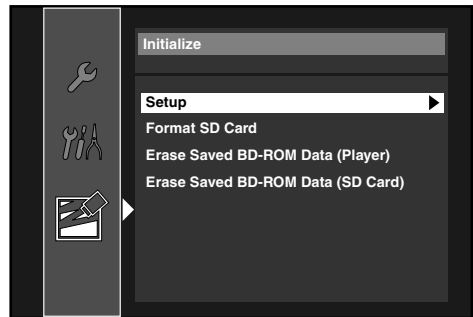 Initialize
Setup
Format SD Card
Erase Saved BD-ROM Data (Player)
Erase Saved BD-ROM Data (SD Card)